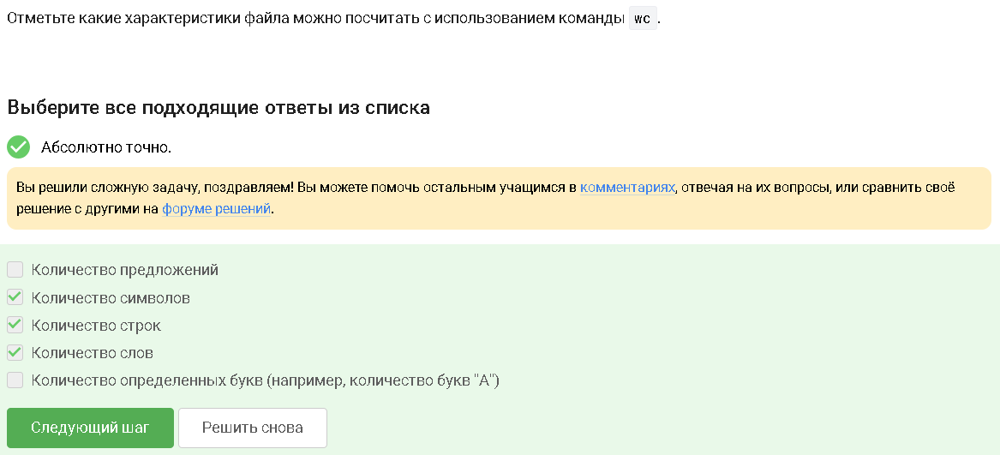 Отметьте какие характеристики файла можно посчитать с использованием команды wc.
Выберите все подходящие ответы из списка
Абсолютно точно.
Вы решили сложную задачу, поздравляем! Вы можете помочь остальным учащимся в комментариях, отвечая на их вопросы, или сравнить своё
решение с другими на форуме решений.
Количество предложений
Количество символов
Количество строк
Количество слов
Количество определенных букв (например, количество букв "A")
Следующий шаг
Решить снова